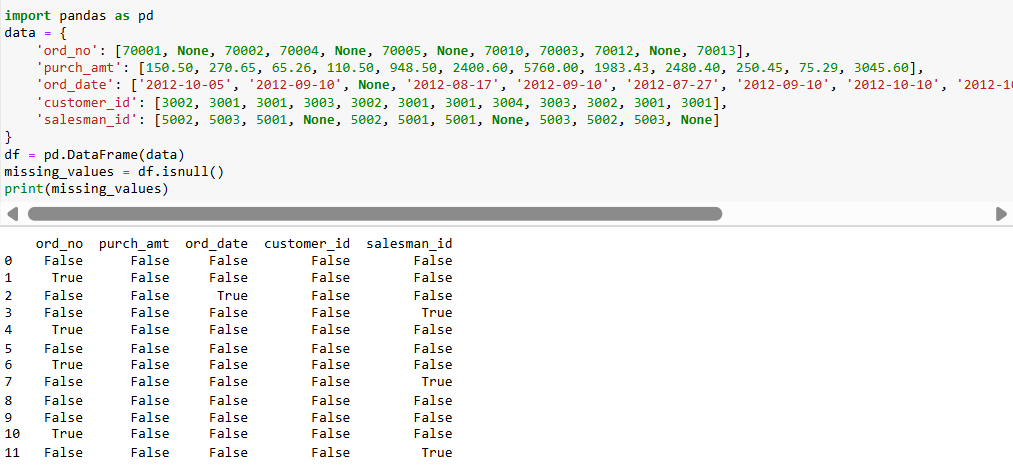 import pandas as pd
data = {
    'ord_no': [70001, None, 70002, 70004, None, 70005, None, 70010, 70003, 70012, None, 70013],
    'purch_amt': [150.50, 270.65, 65.26, 110.50, 948.50, 2400.60, 5760.00, 1983.43, 2480.40, 250.45, 75.29, 3045.60],
    'ord_date': ['2012-10-05', '2012-09-10', None, '2012-08-17', '2012-09-10', '2012-07-27', '2012-09-10', '2012-10-10', '2012-10
    'customer_id': [3002, 3001, 3001, 3003, 3002, 3001, 3001, 3004, 3003, 3002, 3001, 3001],
    'salesman_id': [5002, 5003, 5001, None, 5002, 5001, 5001, None, 5003, 5002, 5003, None]
}
df = pd.DataFrame(data)
missing_values = df.isnull()
print(missing_values)
    ord_no  purch_amt  ord_date  customer_id  salesman_id
0    False      False     False        False        False
1     True      False     False        False        False
2    False      False      True        False        False
3    False      False     False        False         True
4     True      False     False        False        False
5    False      False     False        False        False
6     True      False     False        False        False
7    False      False     False        False         True
8    False      False     False        False        False
9    False      False     False        False        False
10    True      False     False        False        False
11   False      False     False        False         True